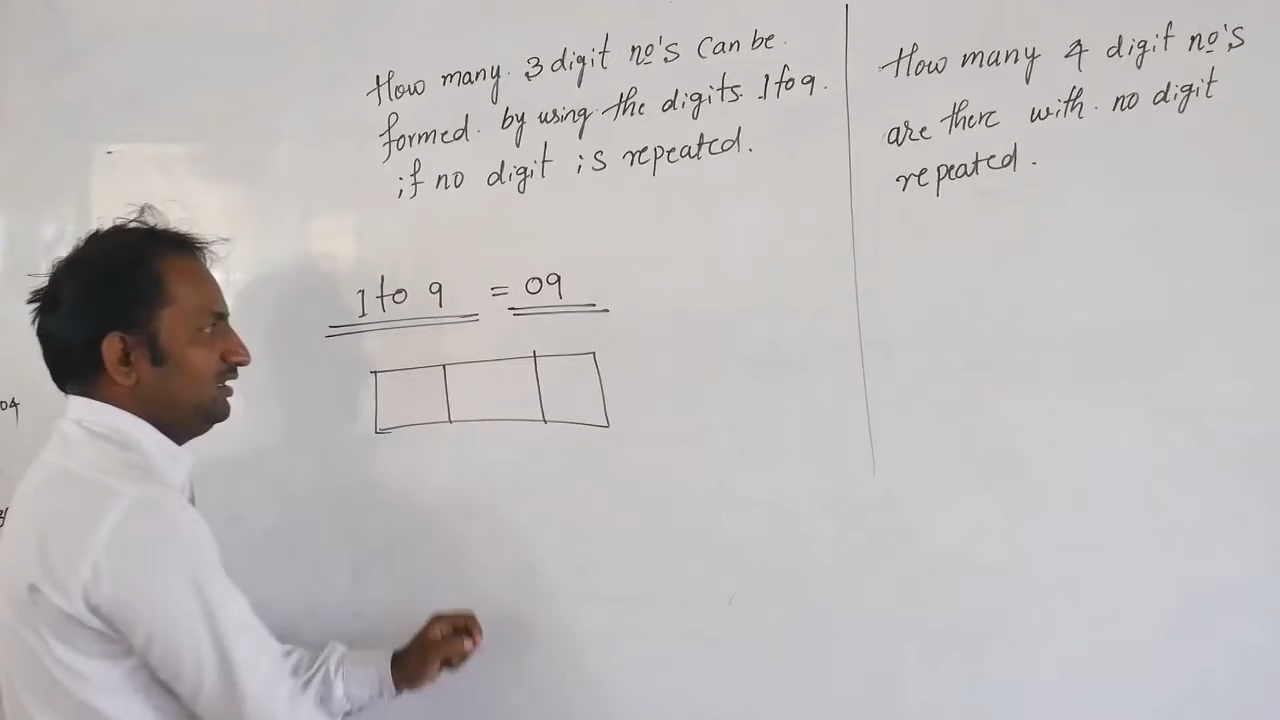 How many 3 digit no's can be
formed. by using the digits 1 to 9.
if no digit is repeated.
1 to 9 = 09
How many 4 digit no's
are there with no digit
repeated.
04